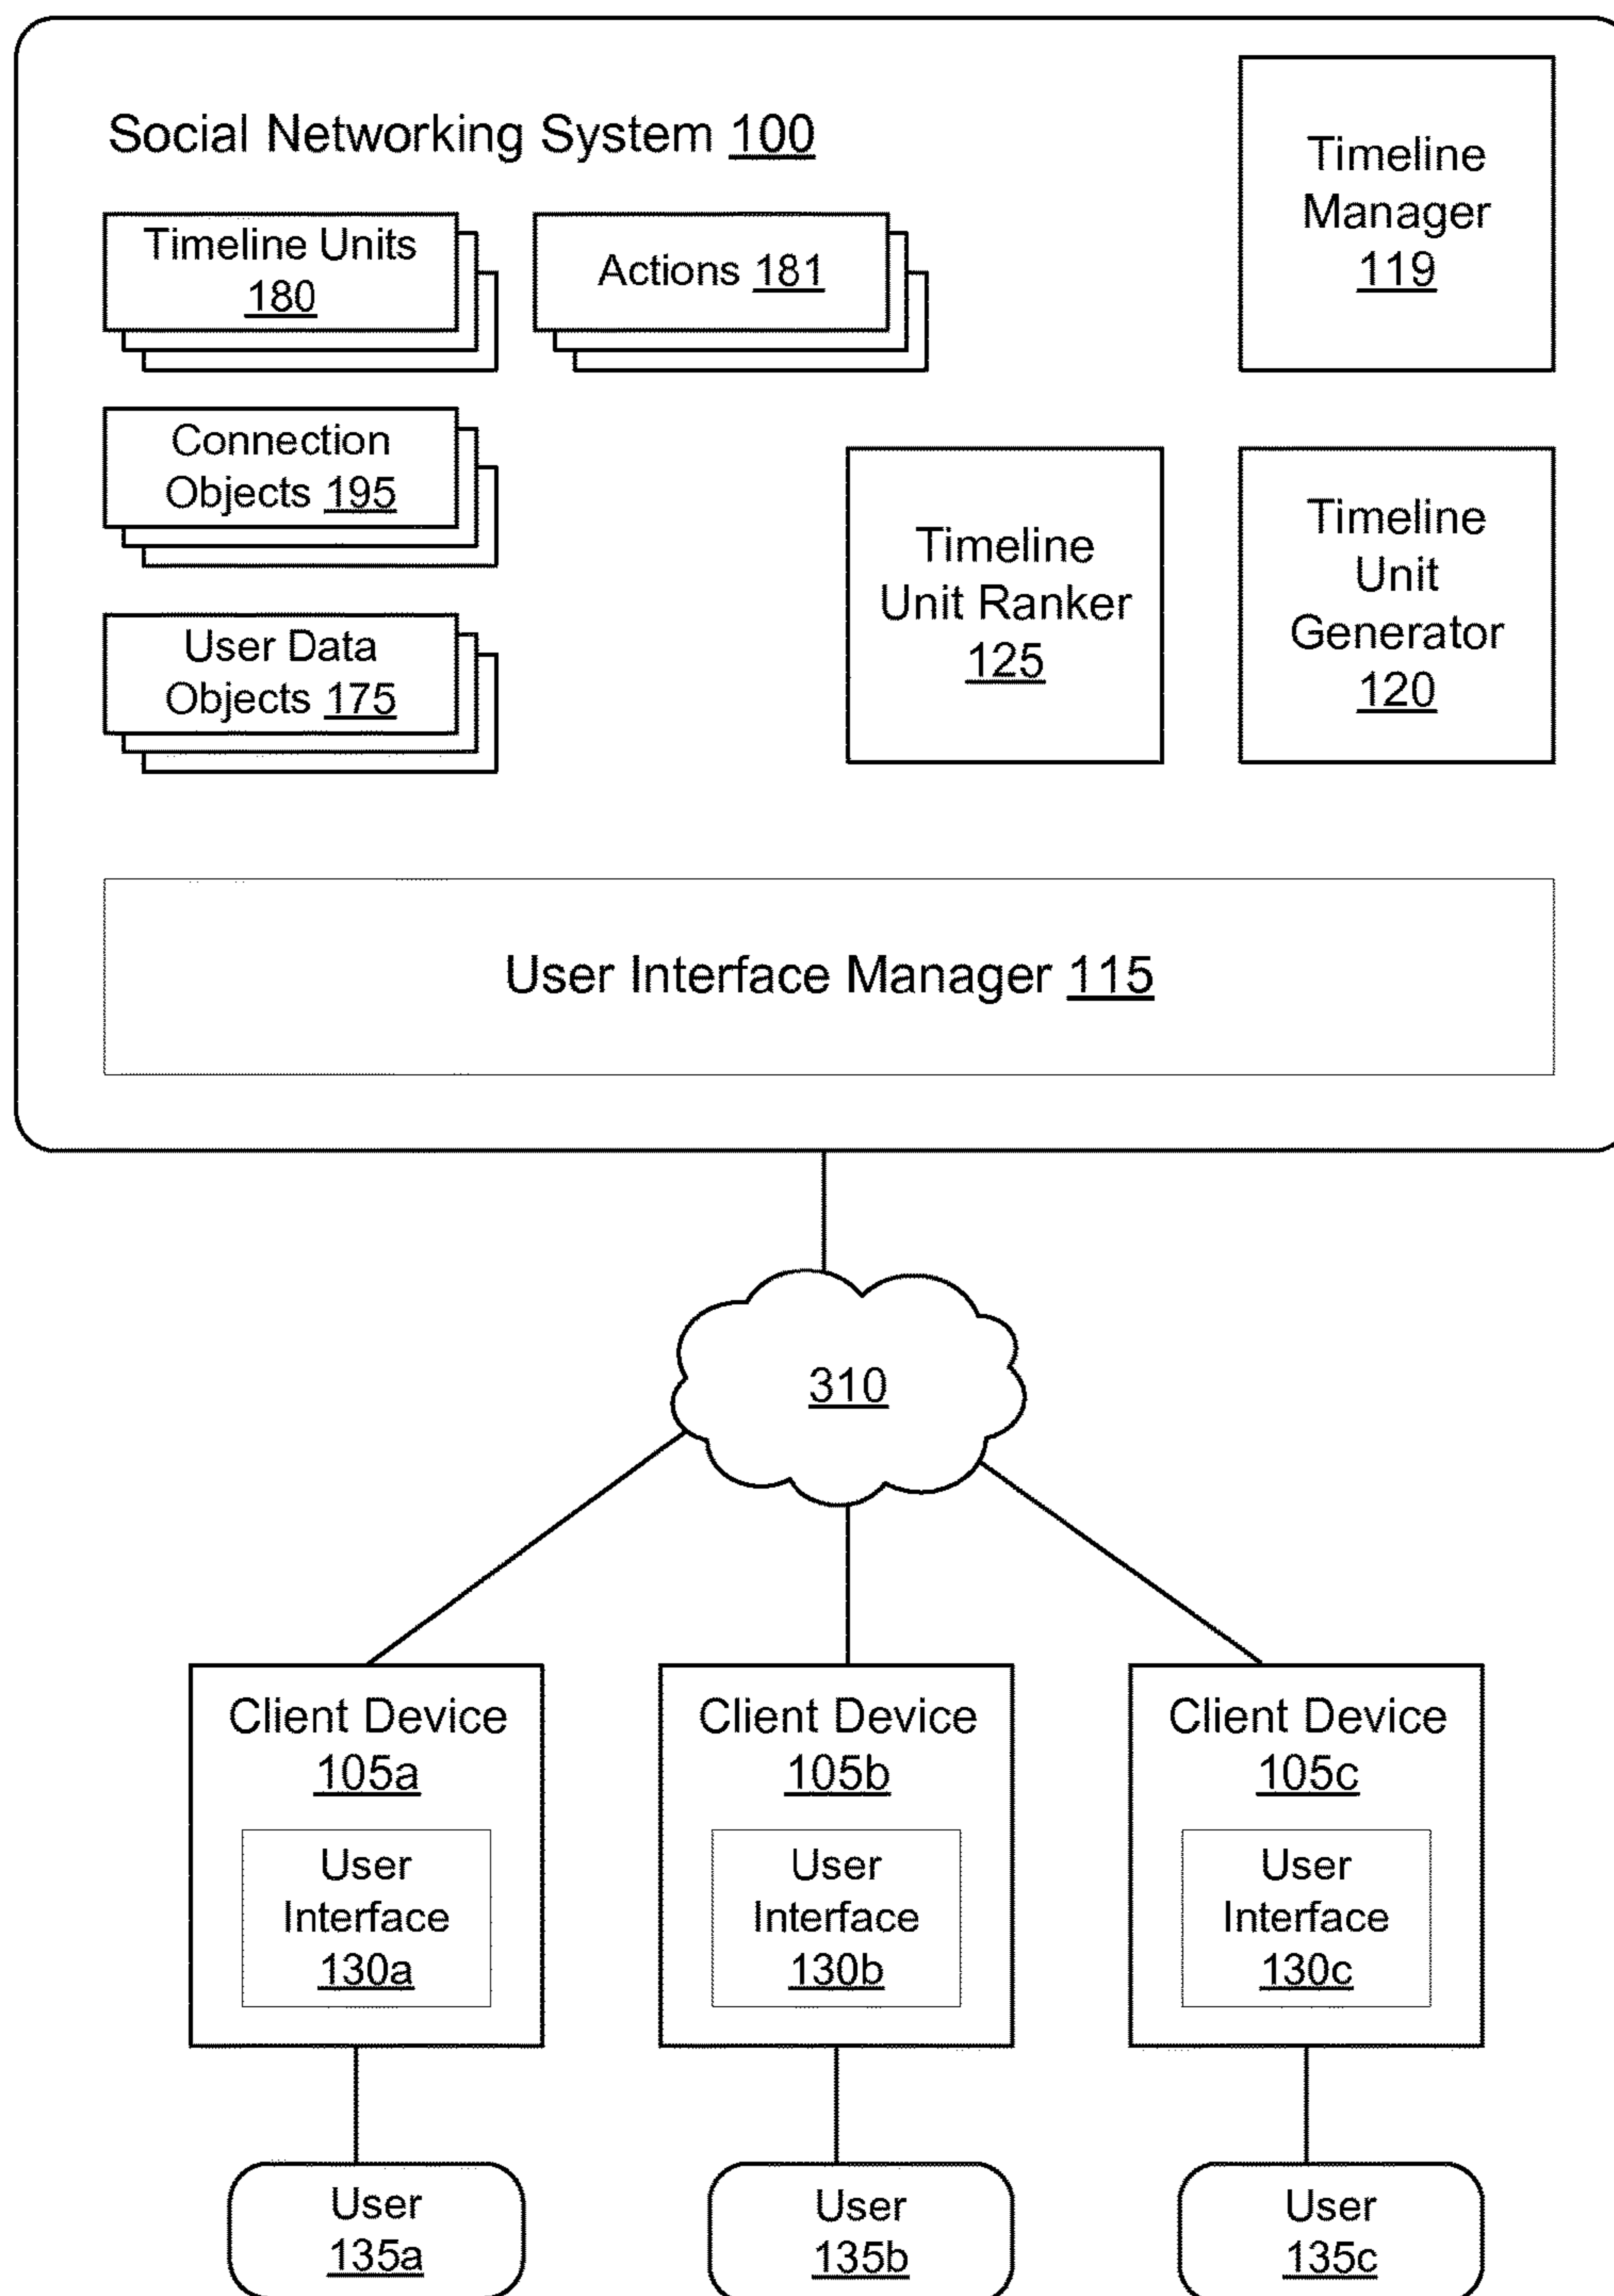 Social Networking System 100
Timeline
Manager
119
Timeline Units
180
Actions 181
Connection
Objects 195
User Data
Objects 175
Timeline
Unit Ranker
125
Timeline
Unit
Generator
120
User Interface Manager 115
310
Client Device
105a
User
Interface
130a
Client Device
105b
User
Interface
130b
Client Device
105c
User
Interface
130c
User
135a
User
135b
User
135c